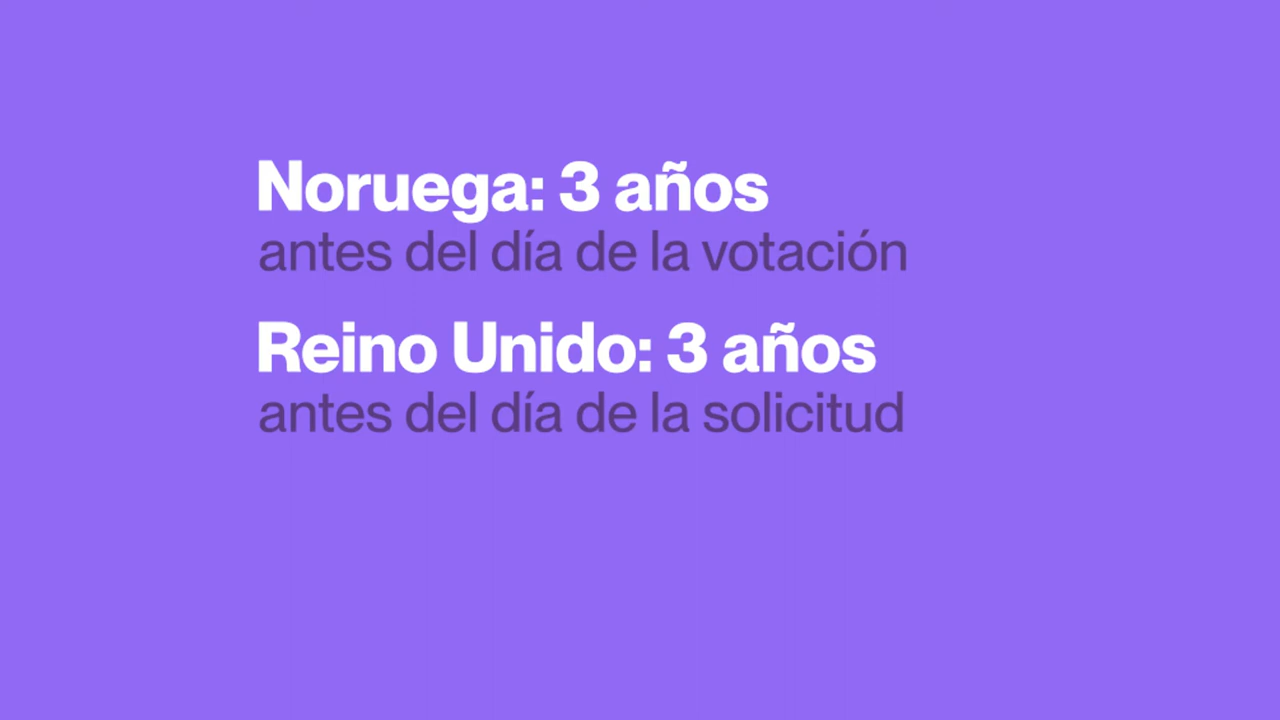 Noruega: 3 años
antes del día de la votación
Reino Unido: 3 años
antes del día de la solicitud